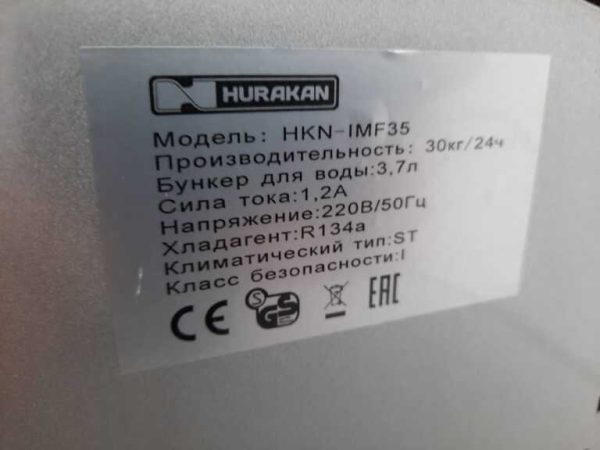 HURAKAN
Модель: HKN-IMF35
Производительность: 30кг/24ч
Бункер для воды:3,7л
Сила тока:1,2А
Напряжение:220В/50Гц
Хладагент:R134a
Климатический тип:ST
Класс безопасности:I
CE S GS EAC